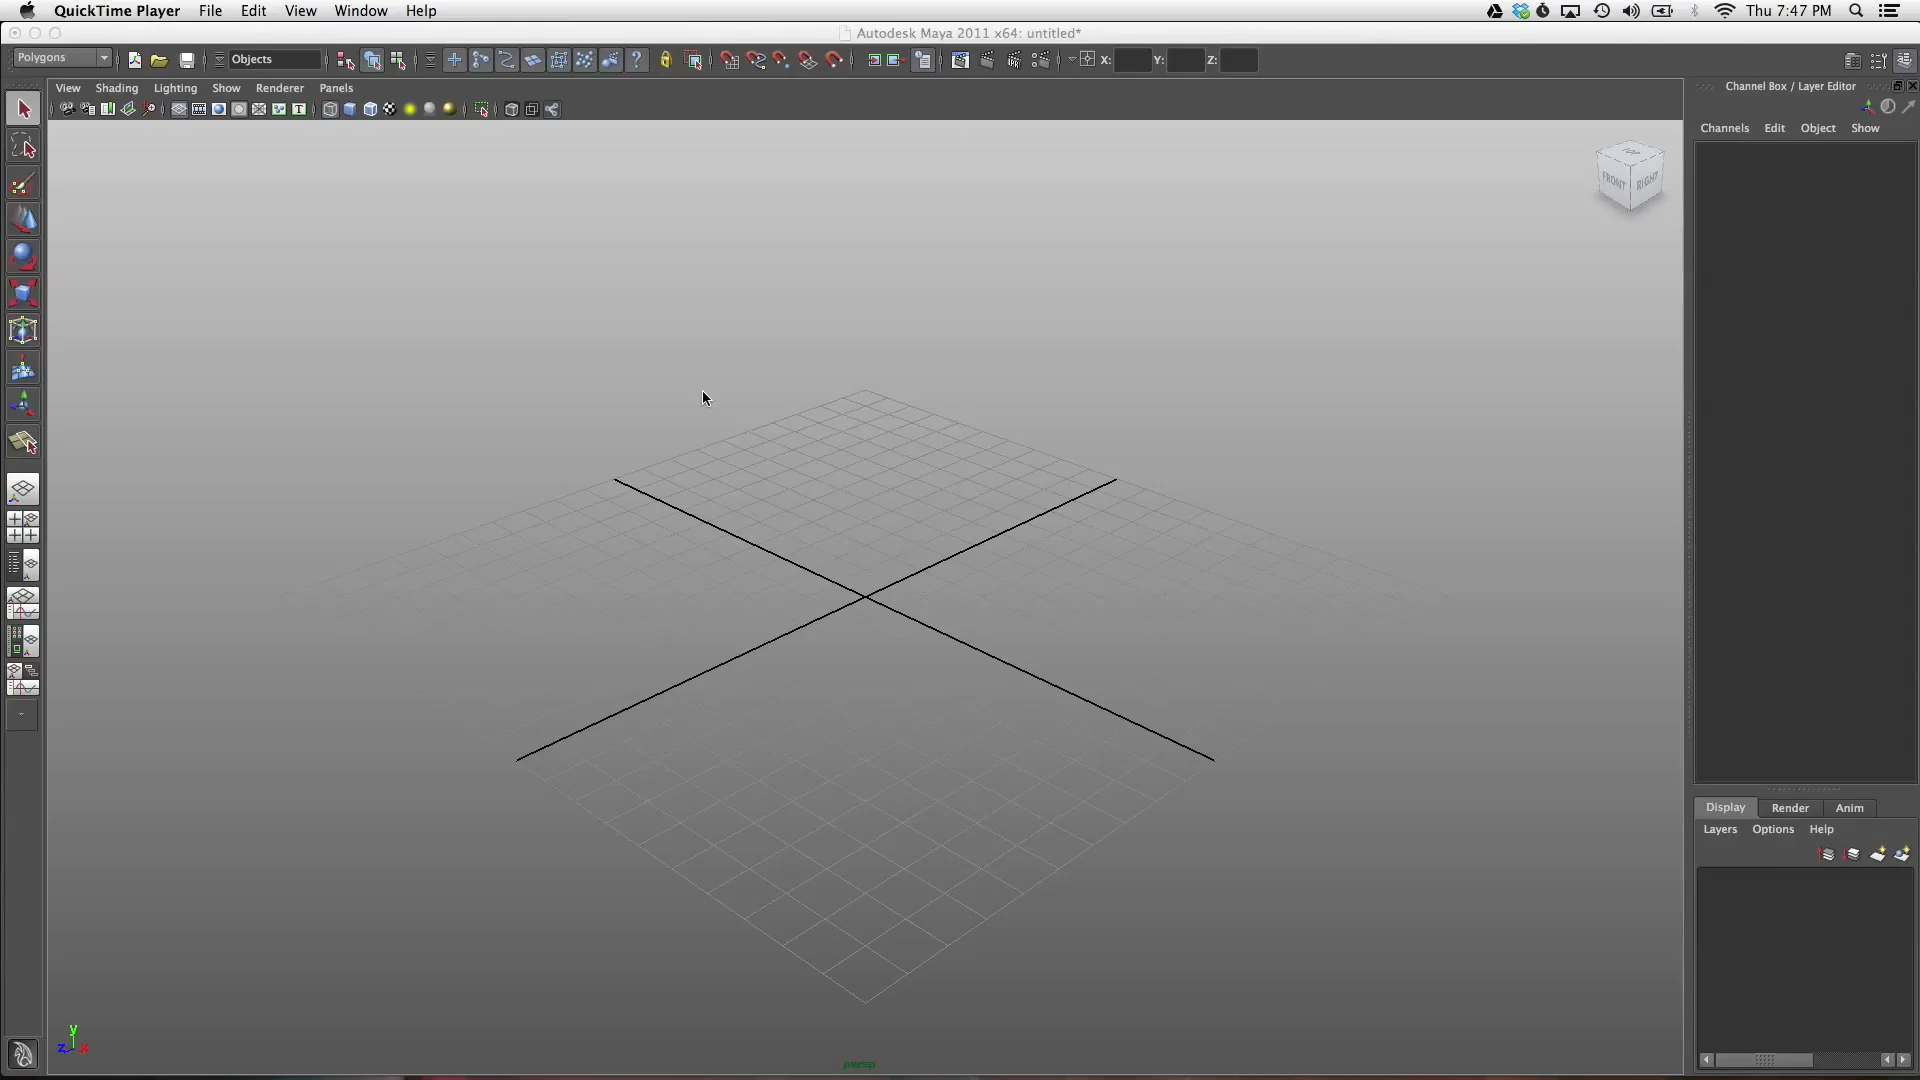 QuickTime Player File Edit View Window Help Thu 7:47 PM
Autodesk Maya 2011 x64: untitled*
Polygons Objects X: Y: Z:
View Shading Lighting Show Renderer Panels
Channel Box / Layer Editor
Channels Edit Object Show
TOP
FRONT RIGHT
Display Render Anim
Layers Options Help
y
z x
persp